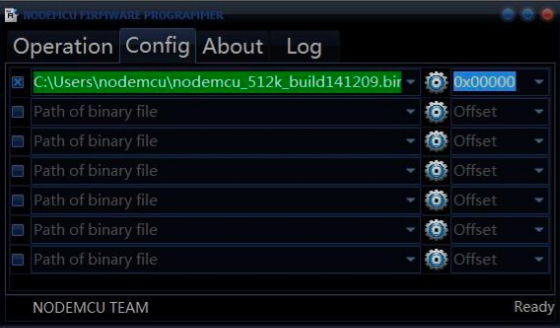 NODEMCU FIRMWARE PROGRAMMER
Operation Config About Log
C:\Users\nodemcu\nodemcu_512k_build141209.bin 0x00000
Path of binary file Offset
Path of binary file Offset
Path of binary file Offset
Path of binary file Offset
Path of binary file Offset
Path of binary file Offset
NODEMCU TEAM Ready